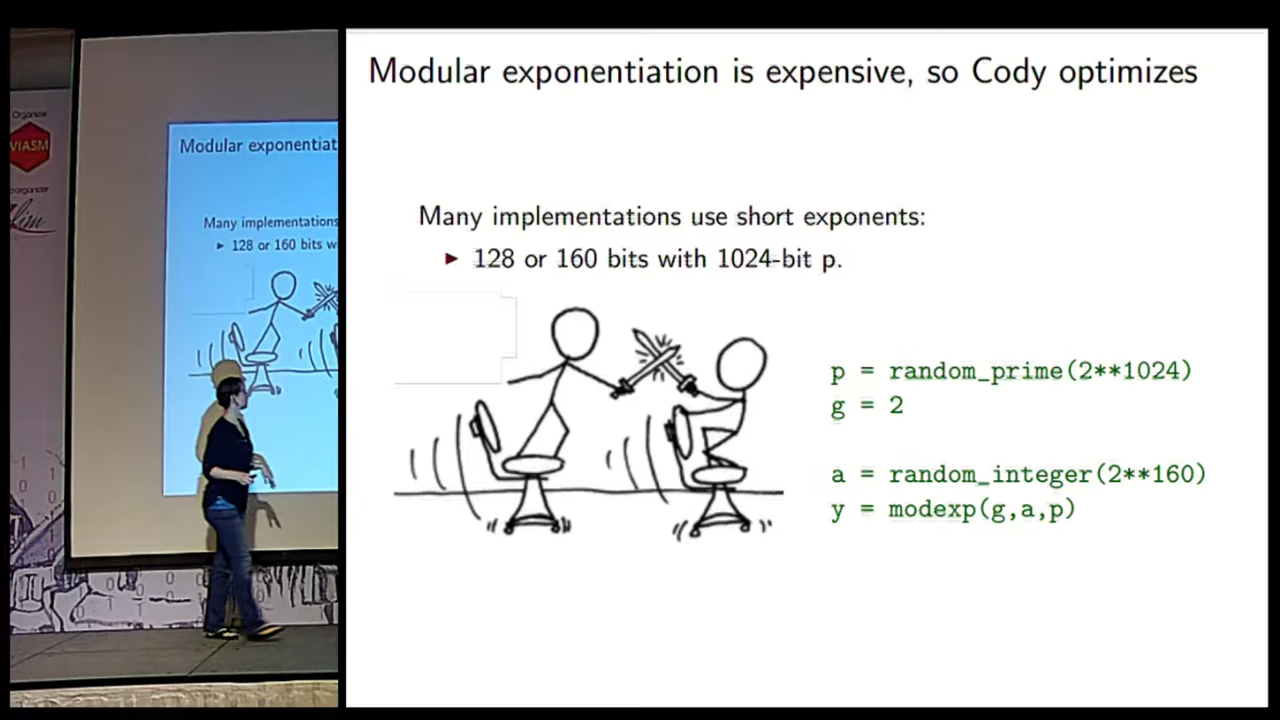 Organizer
VIASM
Modular exponentiat
Many implementations
► 128 or 160 bits w
Modular exponentiation is expensive, so Cody optimizes
Many implementations use short exponents:
► 128 or 160 bits with 1024-bit p.
p = random_prime(2**1024)
g = 2
a = random_integer(2**160)
y = modexp(g,a,p)